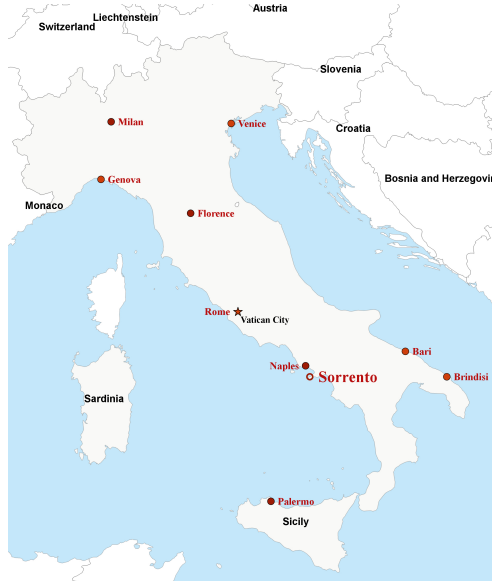 Austria
Liechtenstein
Switzerland
Slovenia
Milan
Venice
Croatia
Genova
Bosnia and Herzegovin
Monaco
Florence
Rome
Vatican City
Bari
Naples
Sorrento
Brindisi
Sardinia
Palermo
Sicily